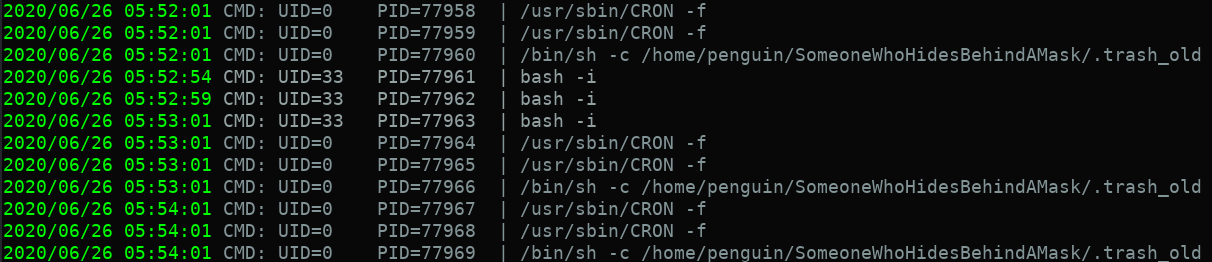 2020/06/26 05:52:01 CMD: UID=0    PID=77958  | /usr/sbin/CRON -f
2020/06/26 05:52:01 CMD: UID=0    PID=77959  | /usr/sbin/CRON -f
2020/06/26 05:52:01 CMD: UID=0    PID=77960  | /bin/sh -c /home/penguin/SomeoneWhoHidesBehindAMask/.trash_old
2020/06/26 05:52:54 CMD: UID=33   PID=77961  | bash -i
2020/06/26 05:52:59 CMD: UID=33   PID=77962  | bash -i
2020/06/26 05:53:01 CMD: UID=33   PID=77963  | bash -i
2020/06/26 05:53:01 CMD: UID=0    PID=77964  | /usr/sbin/CRON -f
2020/06/26 05:53:01 CMD: UID=0    PID=77965  | /usr/sbin/CRON -f
2020/06/26 05:53:01 CMD: UID=0    PID=77966  | /bin/sh -c /home/penguin/SomeoneWhoHidesBehindAMask/.trash_old
2020/06/26 05:54:01 CMD: UID=0    PID=77967  | /usr/sbin/CRON -f
2020/06/26 05:54:01 CMD: UID=0    PID=77968  | /usr/sbin/CRON -f
2020/06/26 05:54:01 CMD: UID=0    PID=77969  | /bin/sh -c /home/penguin/SomeoneWhoHidesBehindAMask/.trash_old